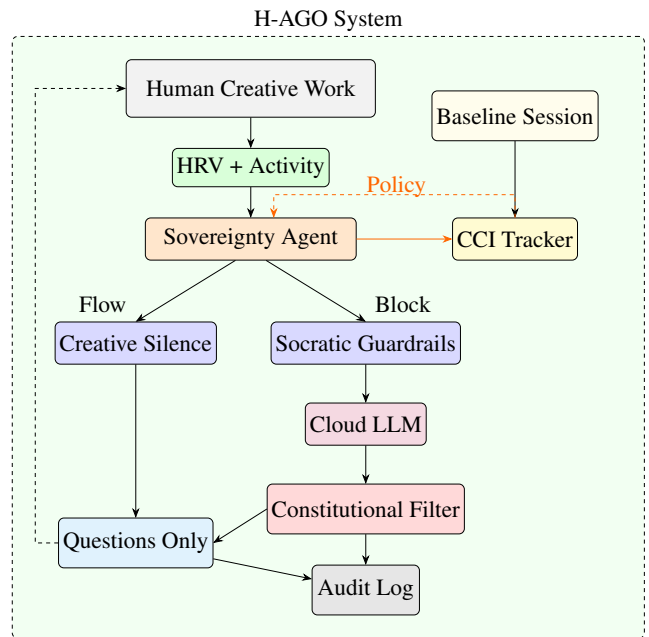 H-AGO System
Human Creative Work
Baseline Session
HRV + Activity
Policy
Sovereignty Agent
CCI Tracker
Flow
Block
Creative Silence
Socratic Guardrails
Cloud LLM
Constitutional Filter
Questions Only
Audit Log